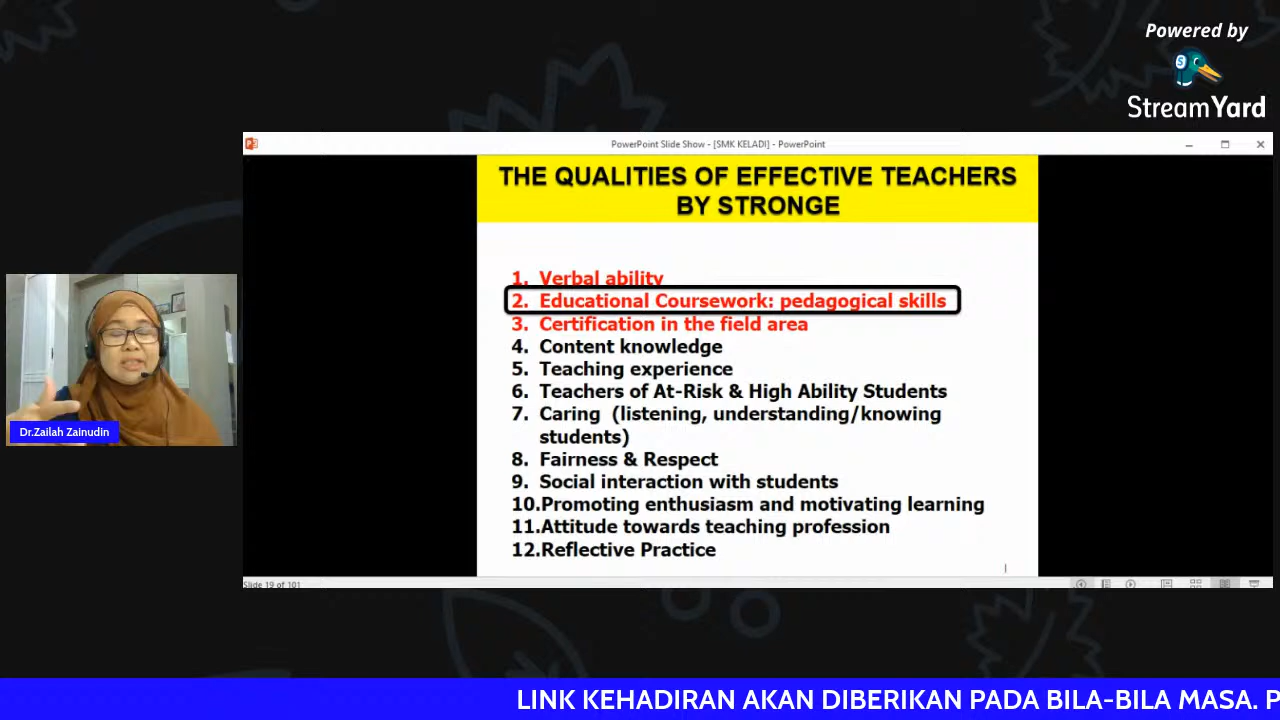 Powered by
StreamYard
PowerPoint Slide Show - [SMK KELADI] - PowerPoint
THE QUALITIES OF EFFECTIVE TEACHERS
BY STRONGE
1. Verbal ability
2. Educational Coursework: pedagogical skills
3. Certification in the field area
4. Content knowledge
5. Teaching experience
6. Teachers of At-Risk & High Ability Students
7. Caring (listening, understanding/knowing
students)
8. Fairness & Respect
9. Social interaction with students
10.Promoting enthusiasm and motivating learning
11.Attitude towards teaching profession
12.Reflective Practice
Dr.Zailah Zainudin
Slide 19 of 101
LINK KEHADIRAN AKAN DIBERIKAN PADA BILA-BILA MASA. P